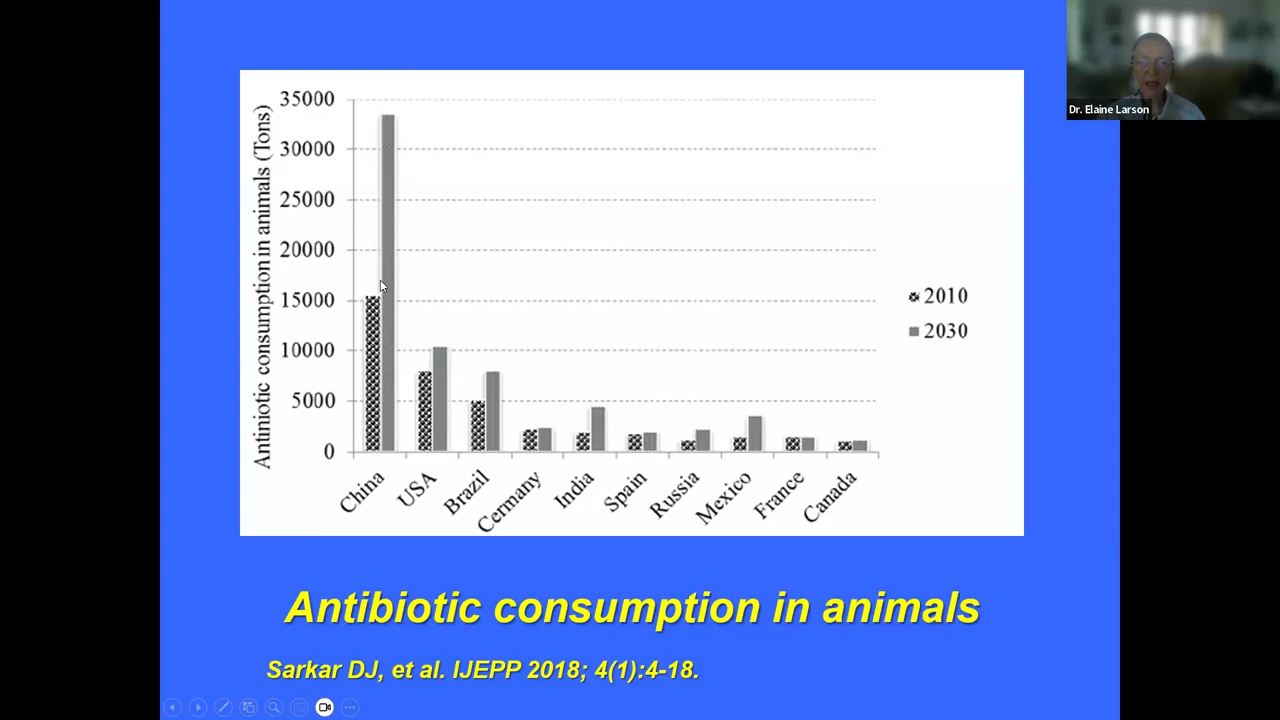 Dr. Elaine Larson
Antiniotic consumption in animals (Tons)
35000
30000
25000
20000
15000
10000
5000
0
China
USA
Brazil
Cermany
India
Spain
Russia
Mexico
France
Canada
2010
2030
Antibiotic consumption in animals
Sarkar DJ, et al. IJEPP 2018; 4(1):4-18.